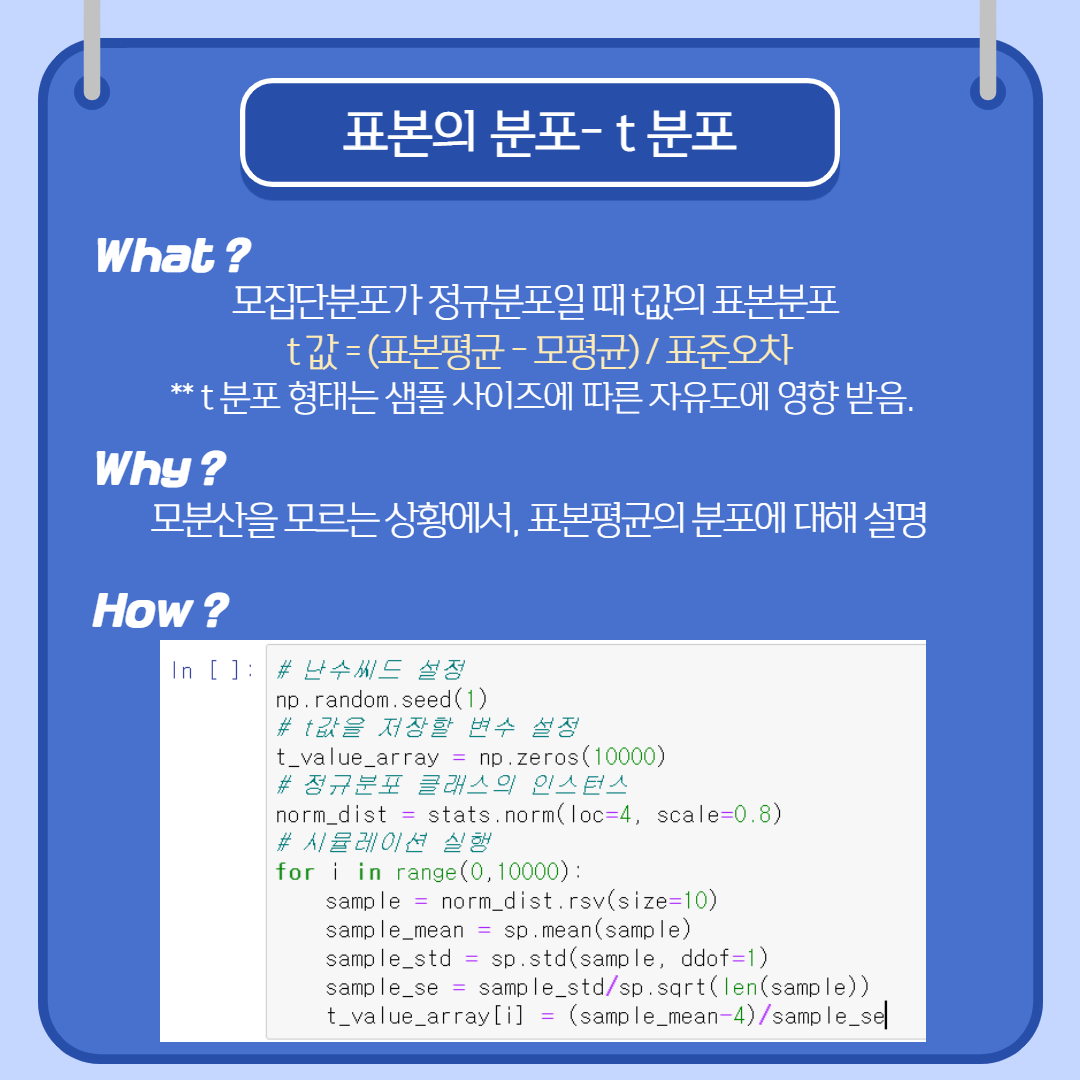 표본의 분포- t 분포
What ?
모집단분포가 정규분포일 때 t값의 표본분포
t 값 = (표본평균 - 모평균) / 표준오차
** t 분포 형태는 샘플 사이즈에 따른 자유도에 영향 받음.
Why ?
모분산을 모르는 상황에서, 표본평균의 분포에 대해 설명
How ?
In [ ]: # 난수씨드 설정
np.random.seed(1)
# t값을 저장할 변수 설정
t_value_array = np.zeros(10000)
# 정규분포 클래스의 인스턴스
norm_dist = stats.norm(loc=4, scale=0.8)
# 시뮬레이션 실행
for i in range(0,10000):
    sample = norm_dist.rsv(size=10)
    sample_mean = sp.mean(sample)
    sample_std = sp.std(sample, ddof=1)
    sample_se = sample_std/sp.sqrt(len(sample))
    t_value_array[i] = (sample_mean-4)/sample_se